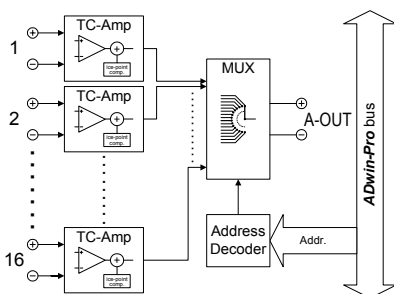 TC-Amp
1
ice-point
comp.
TC-Amp
2
ice-point
comp.
TC-Amp
16
ice-point
comp.
MUX
A-OUT
Address
Decoder
Addr.
ADwin-Pro bus